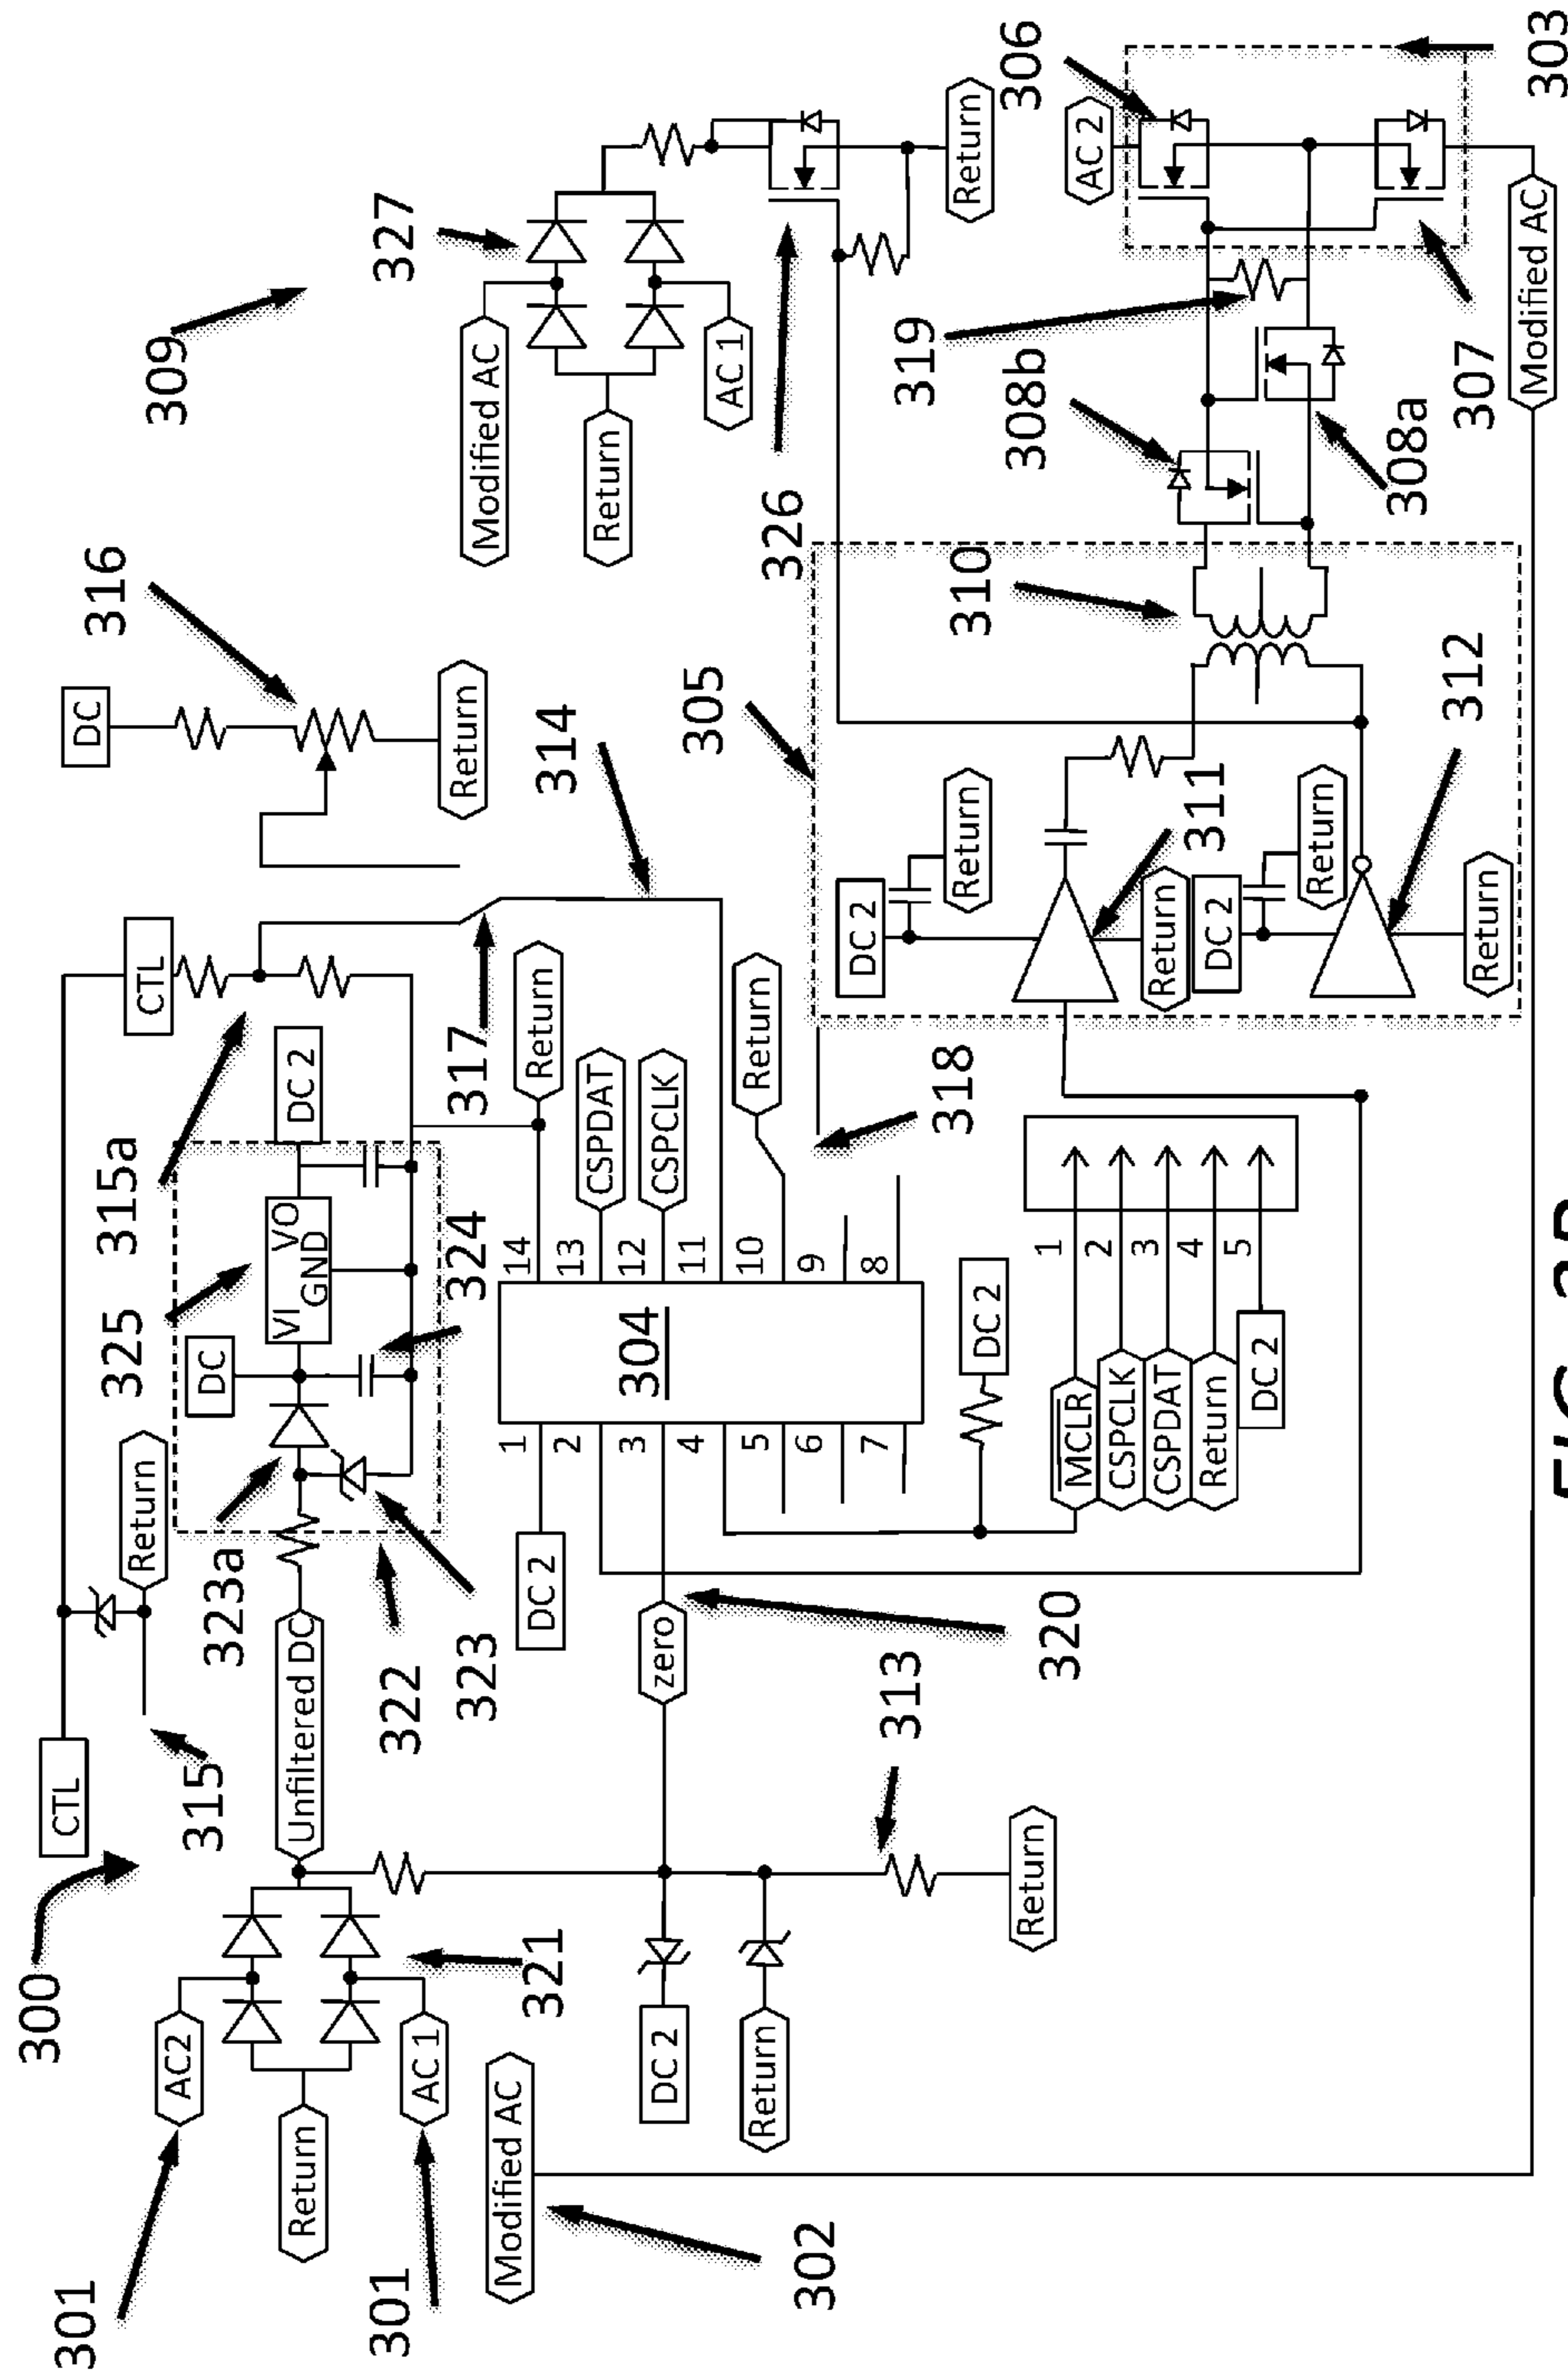 301
300
CTL
301
AC2
315
Return
323a
325
315a
316
DC
309
Return
AC 1
Unfiltered DC
322
DC
VI VO
GND
DC 2
CTL
Return
327
Modified AC
302
321
323
324
317
314
Modified AC
Return
AC 1
DC 2
Return
zero
313
DC 2
1
2
3
4
5
6
7
304
14
13
12
11
10
9
8
Return
CSPDAT
CSPCLK
Return
305
326
Return
Return
320
318
DC 2
DC 2
Return
310
319
308b
306
AC 2
MCLR
CSPCLK
CSPDAT
Return
DC 2
1
2
3
4
5
Return
311
DC 2
Return
Return
312
308a
307
Modified AC
303